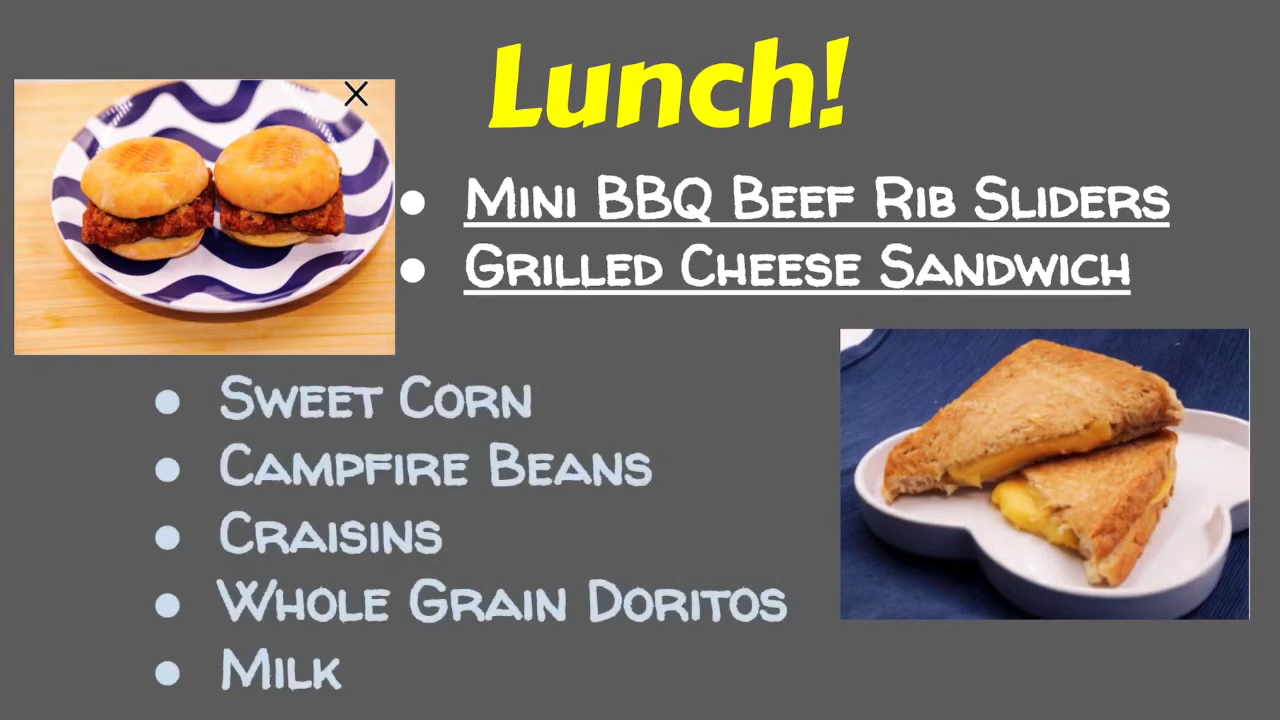 Lunch!
Mini BBQ Beef Rib Sliders
Grilled Cheese Sandwich
Sweet Corn
Campfire Beans
Craisins
Whole Grain Doritos
Milk